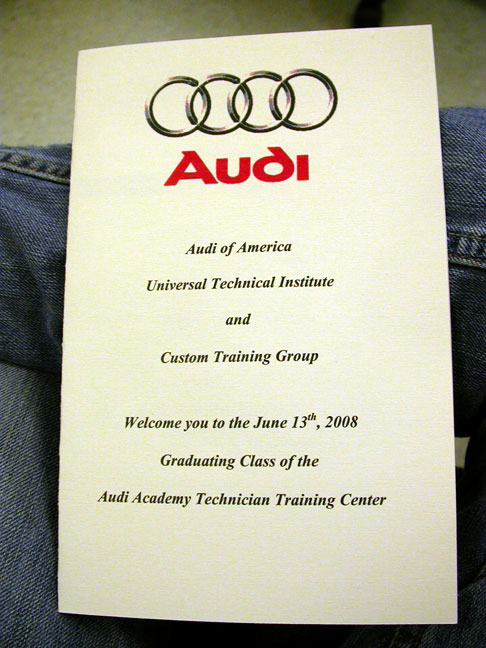 Audi
Audi of America
Universal Technical Institute
and
Custom Training Group
Welcome you to the June 13th, 2008
Graduating Class of the
Audi Academy Technician Training Center